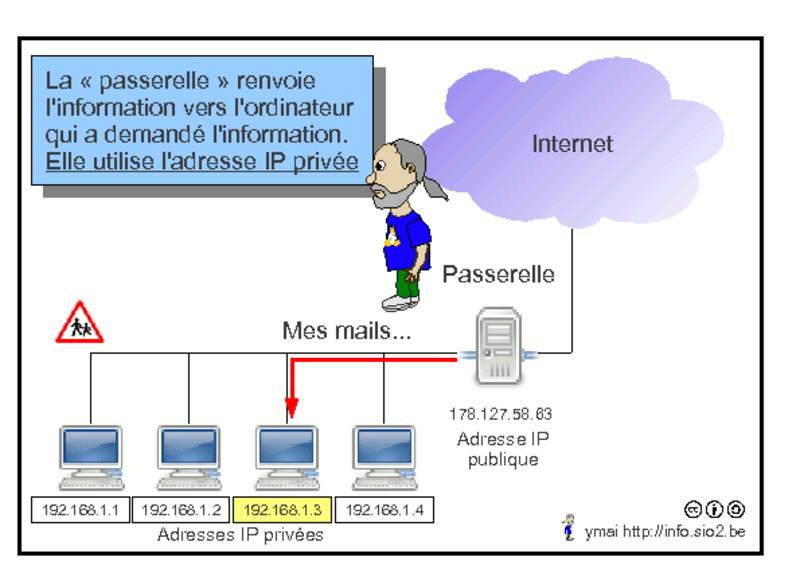 La « passerelle » renvoie
l'information vers l'ordinateur
qui a demandé l'information.
Elle utilise l'adresse IP privée
Internet
Passerelle
Mes mails...
178.127.58.63
Adresse IP
publique
192.168.1.1
192.168.1.2
192.168.1.3
192.168.1.4
Adresses IP privées
ymai http://info.sio2.be